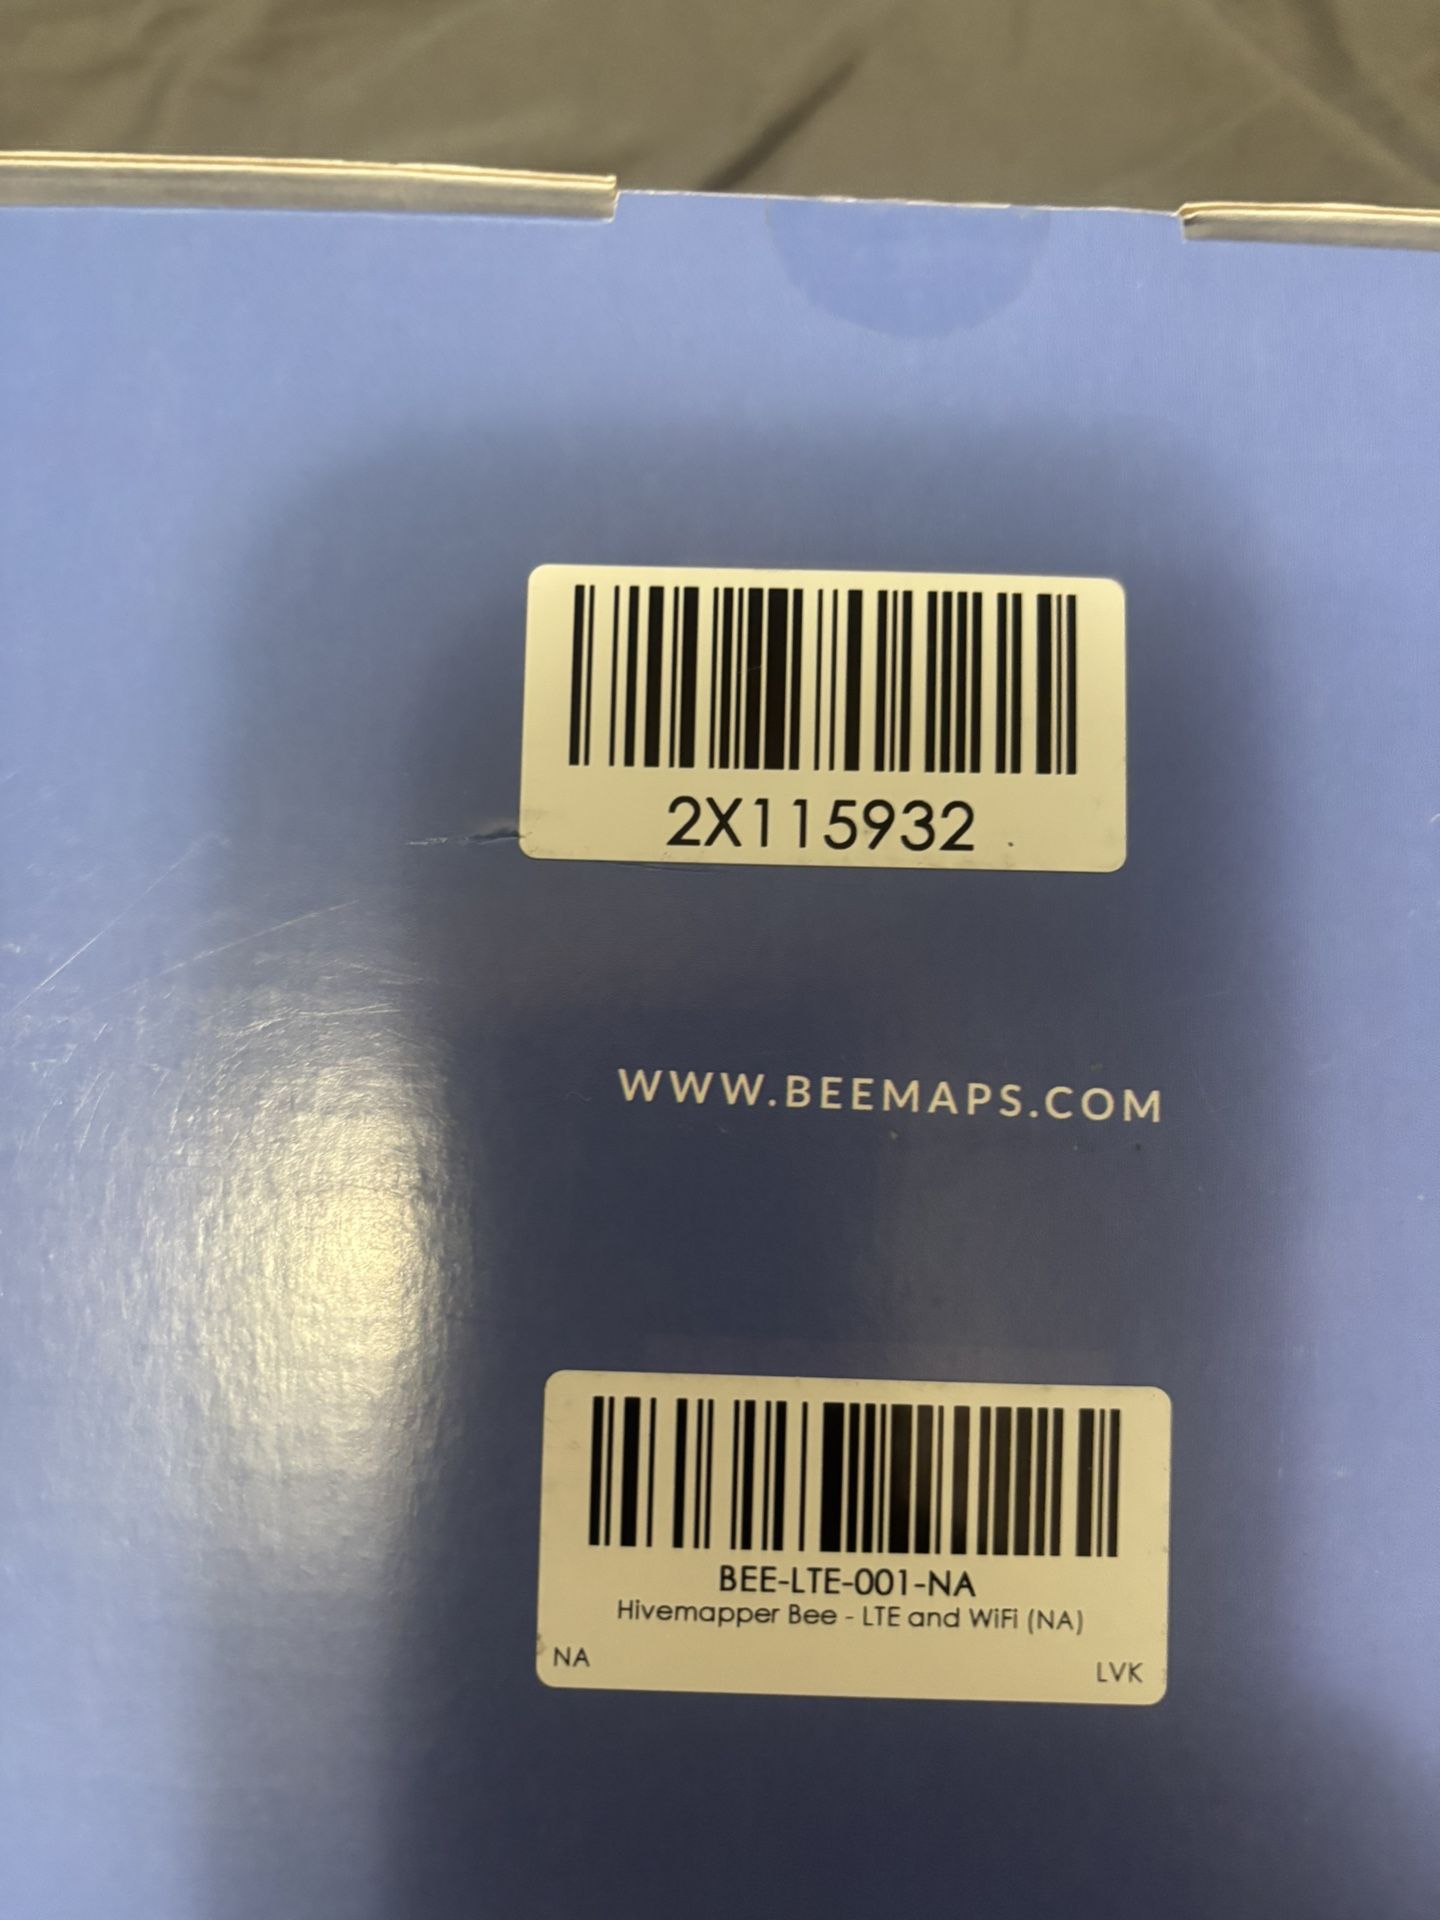 2X115932
WWW.BEEMAPS.COM
BEE-LTE-001-NA
Hivemapper Bee - LTE and WiFi (NA)
NA LVK